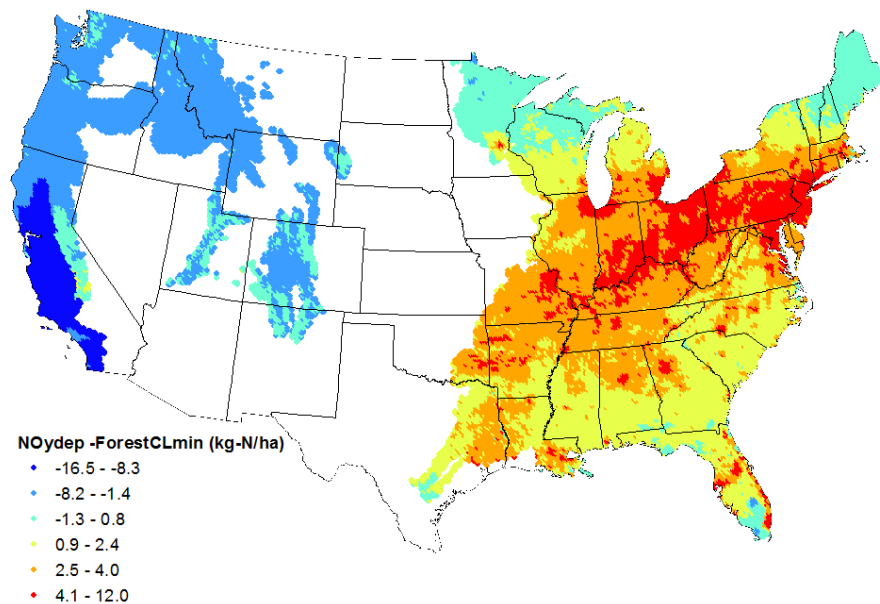 NOydep -ForestCLmin (kg-N/ha)
-16.5 - -8.3
-8.2 - -1.4
-1.3 - 0.8
0.9 - 2.4
2.5 - 4.0
4.1 - 12.0